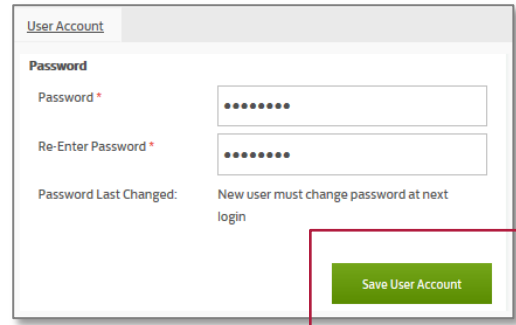 User Account
Password
Password *
••••••••
Re-Enter Password *
••••••••
Password Last Changed: New user must change password at next
login
Save User Account